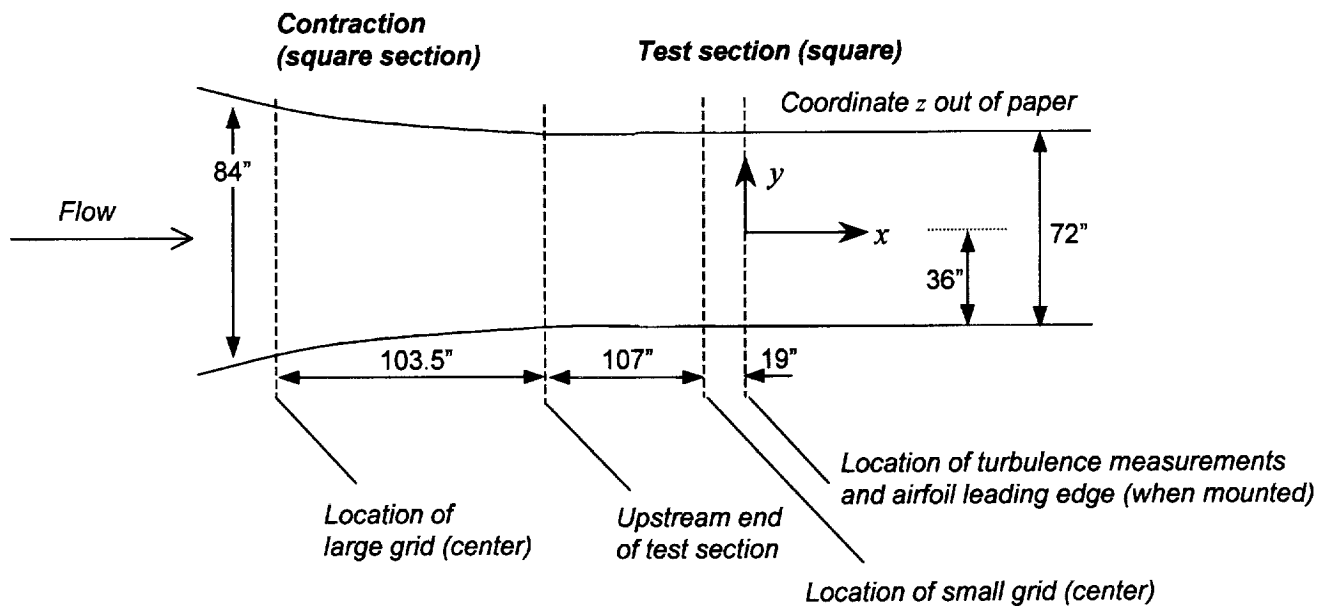 Contraction
(square section)
Test section (square)
Coordinate z out of paper
84”
Flow
y
x
72”
36”
103.5”
107”
19”
Location of turbulence measurements
and airfoil leading edge (when mounted)
Location of
large grid (center)
Upstream end
of test section
Location of small grid (center)